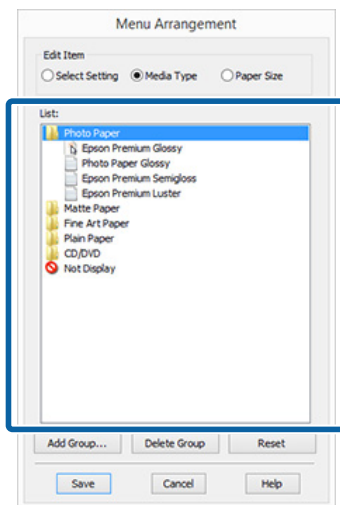 Menu Arrangement
Edit Item
Select Setting Media Type Paper Size
List:
Photo Paper
Epson Premium Glossy
Photo Paper Glossy
Epson Premium Semigloss
Epson Premium Luster
Matte Paper
Fine Art Paper
Plain Paper
CD/DVD
Not Display
Add Group... Delete Group Reset
Save Cancel Help